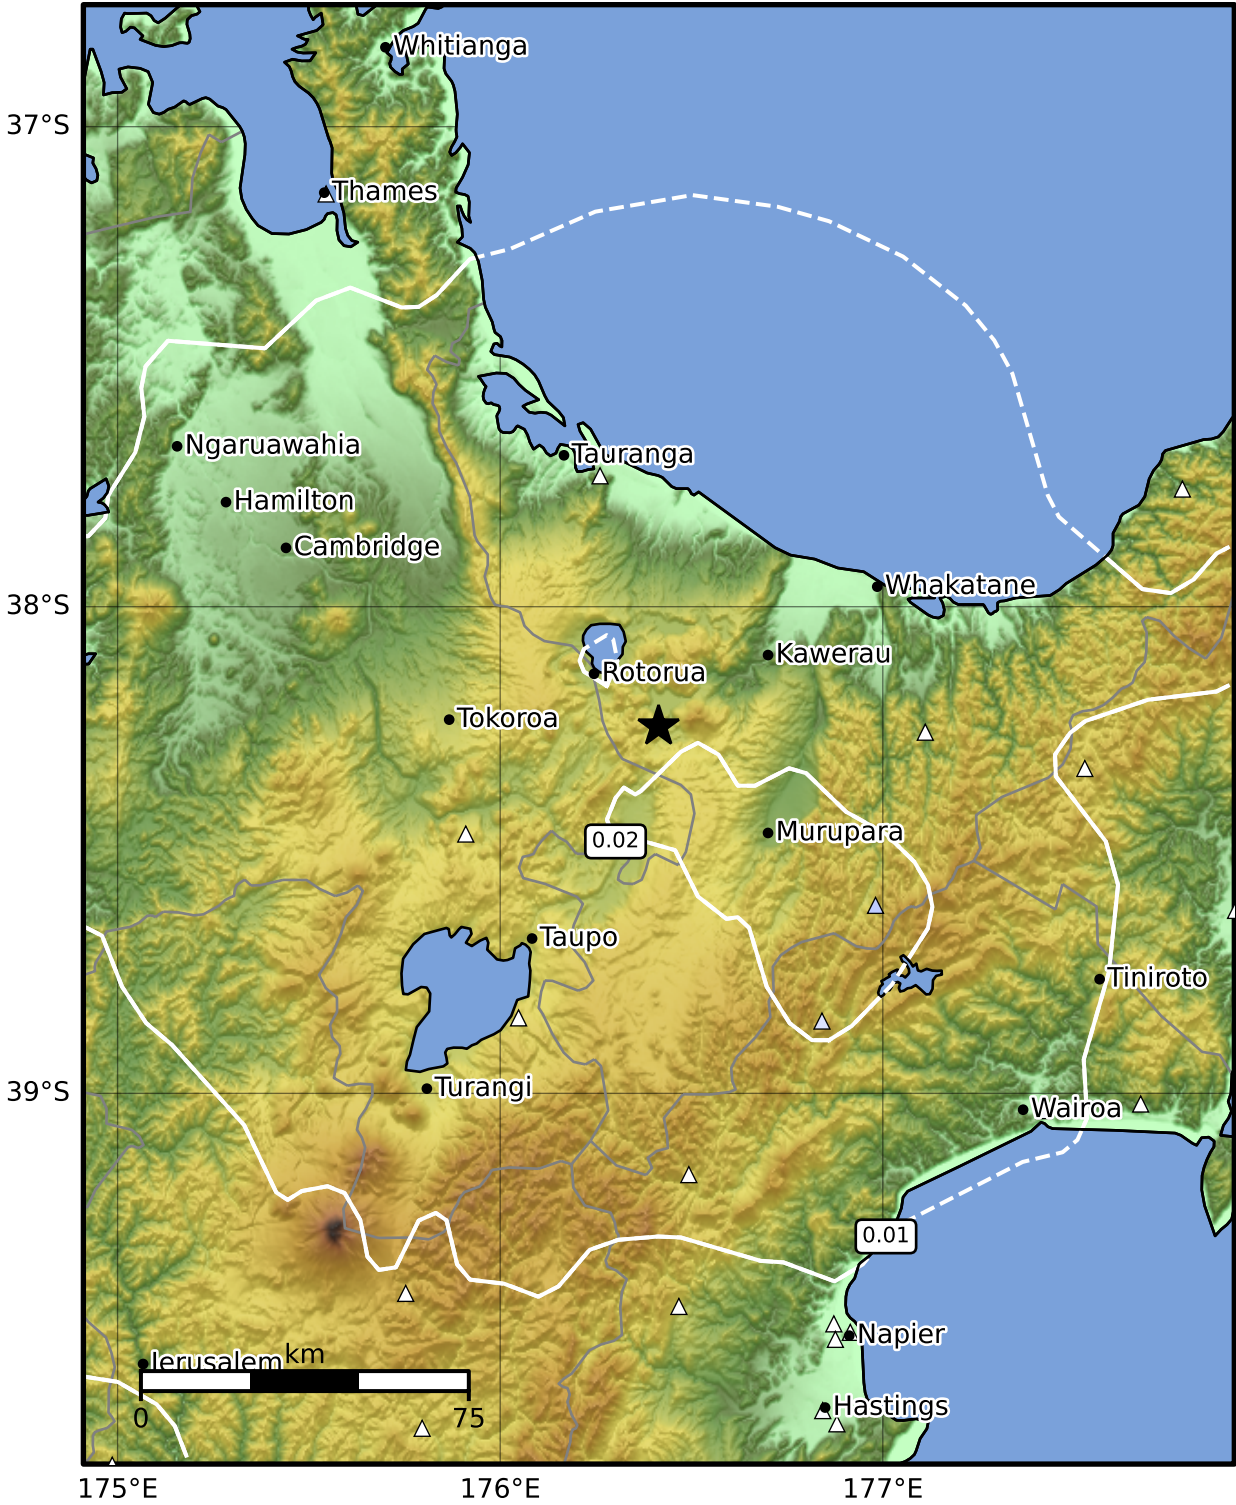 Whitianga
37°S
Thames
Ngaruawahia
Tauranga
Hamilton
Cambridge
Whakatane
38°S
Kawerau
Rotorua
Tokoroa
Murupara
0.02
Taupo
Tiniroto
Turangi
39°S
Wairoa
0.01
Napier
Jerusalem
km
Hastings
0 75
175°E 176°E 177°E